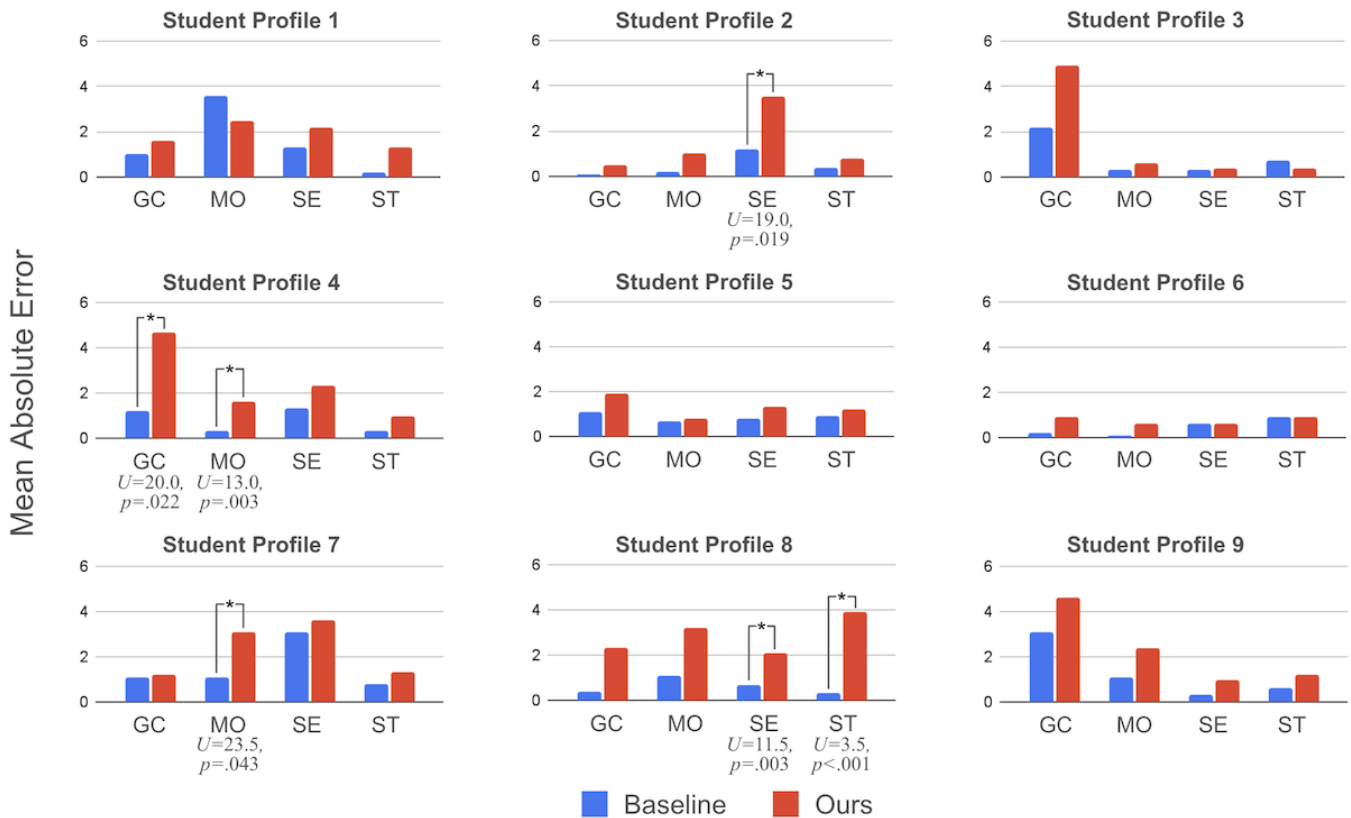 Mean Absolute Error
Student Profile 1
6
4
2
0
GC MO SE ST
Student Profile 2
6
4
2
0
*
GC MO SE ST
U=19.0,
p=.019
Student Profile 3
6
4
2
0
GC MO SE ST
Student Profile 4
6
4
2
0
*
*
GC MO SE ST
U=20.0, U=13.0,
p=.022 p=.003
Student Profile 5
6
4
2
0
GC MO SE ST
Student Profile 6
6
4
2
0
GC MO SE ST
Student Profile 7
6
4
2
0
*
GC MO SE ST
U=23.5,
p=.043
Student Profile 8
6
4
2
0
*
*
GC MO SE ST
U=11.5, U=3.5,
p=.003 p<.001
Student Profile 9
6
4
2
0
GC MO SE ST
Baseline Ours